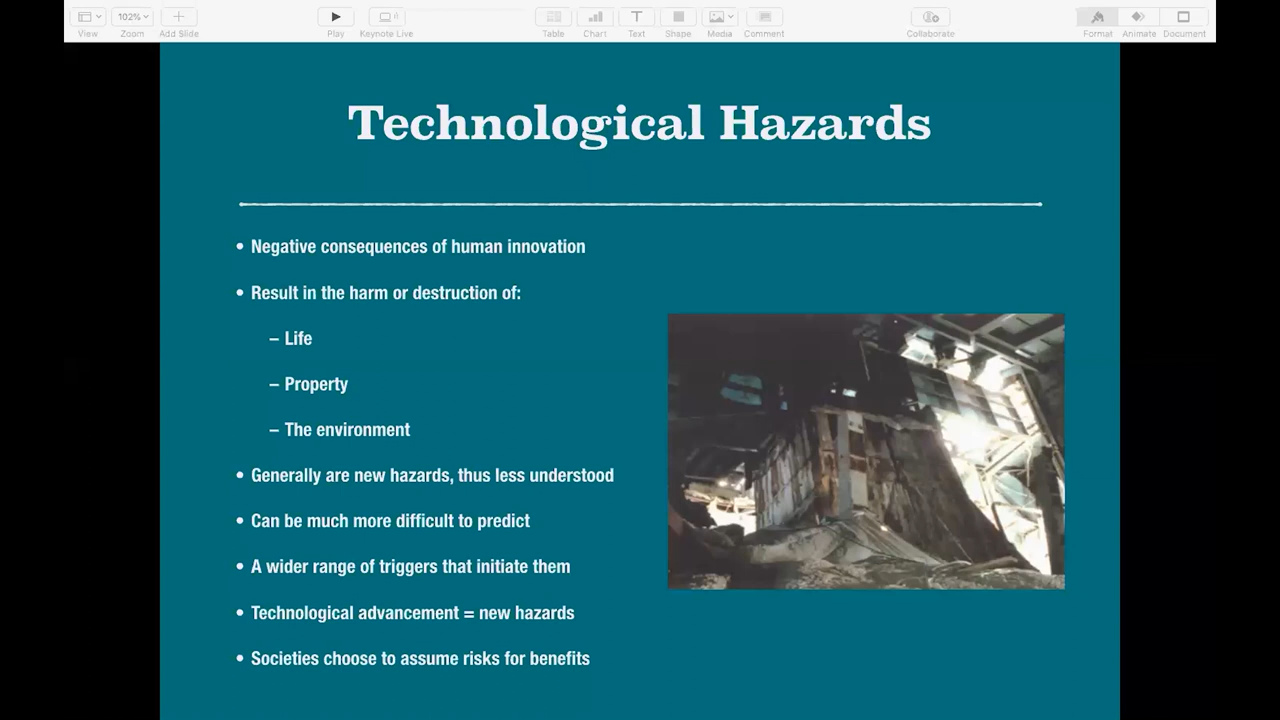 102%
View
Zoom
Add Slide
Play
Keynote Live
Table
Chart
Text
Shape
Media
Comment
Collaborate
Format
Animate
Document
Technological Hazards
• Negative consequences of human innovation
• Result in the harm or destruction of:
– Life
– Property
– The environment
• Generally are new hazards, thus less understood
• Can be much more difficult to predict
• A wider range of triggers that initiate them
• Technological advancement = new hazards
• Societies choose to assume risks for benefits